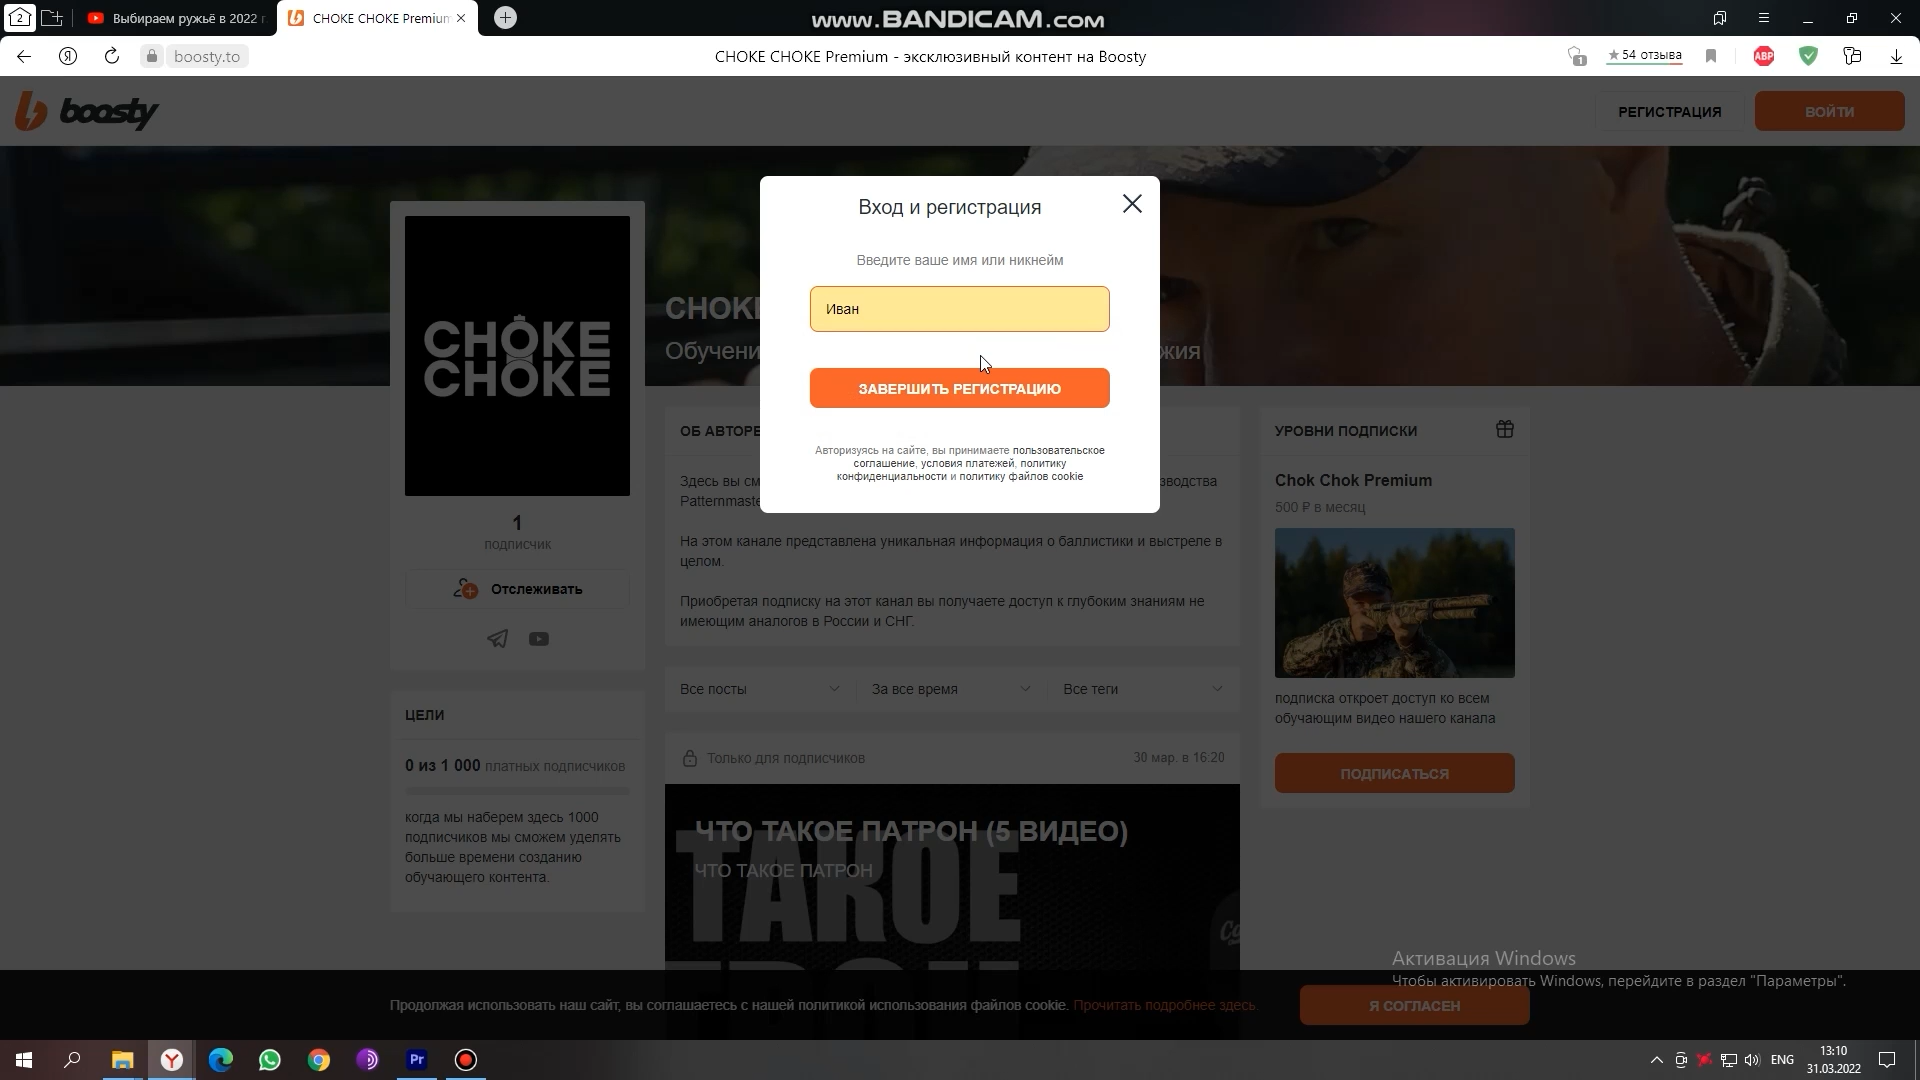 2
Выбираем ружьё в 2022 г
CHOKE CHOKE Premium
www.BANDICAM.com
boosty.to
CHOKE CHOKE Premium - эксклюзивный контент на Boosty
1
★ 54 отзыва
ABP
boosty
РЕГИСТРАЦИЯ
ВОЙТИ
Вход и регистрация
Введите ваше имя или никнейм
Иван
ЗАВЕРШИТЬ РЕГИСТРАЦИЮ
Авторизуясь на сайте, вы принимаете пользовательское
соглашение, условия платежей, политику
конфиденциальности и политику файлов cookie
CHOKE
CHOKE
CHOKE
Обучени
жия
1
подписчик
Отслеживать
ЦЕЛИ
0 из 1 000 платных подписчиков
когда мы наберем здесь 1000
подписчиков мы сможем уделять
больше времени созданию
обучающего контента.
ОБ АВТОРЕ
Здесь вы см
зводства
Patternmaste
На этом канале представлена уникальная информация о баллистики и выстреле в
целом.
Приобретая подписку на этот канал вы получаете доступ к глубоким знаниям не
имеющим аналогов в России и СНГ.
Все посты
За все время
Все теги
Только для подписчиков
30 мар. в 16:20
ЧТО ТАКОЕ ПАТРОН (5 ВИДЕО)
ЧТО ТАКОЕ ПАТРОН
ТАКОЕ
УРОВНИ ПОДПИСКИ
Chok Chok Premium
500 ₽ в месяц
подписка откроет доступ ко всем
обучающим видео нашего канала
ПОДПИСАТЬСЯ
Активация Windows
Чтобы активировать Windows, перейдите в раздел "Параметры".
Продолжая использовать наш сайт, вы соглашаетесь с нашей политикой использования файлов cookie. Прочитать подробнее здесь.
Я СОГЛАСЕН
Pr
ENG
13:10
31.03.2022